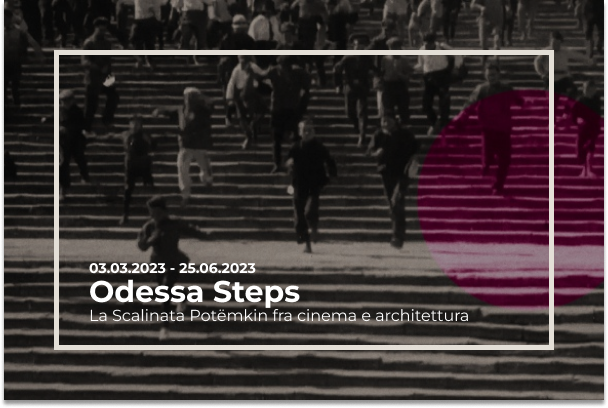 03.03.2023 - 25.06.2023
Odessa Steps
La Scalinata Potëmkin fra cinema e architettura